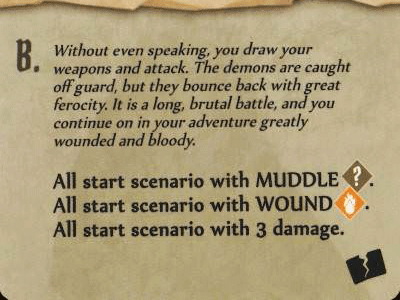 B. Without even speaking, you draw your
weapons and attack. The demons are caught
off guard, but they bounce back with great
ferocity. It is a long, brutal battle, and you
continue on in your adventure greatly
wounded and bloody.
All start scenario with MUDDLE ?.
All start scenario with WOUND .
All start scenario with 3 damage.